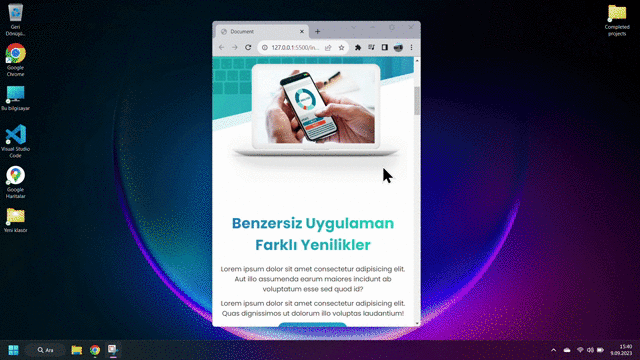 Geri
Dönüşü...
Google
Chrome
Bu bilgisayar
Visual Studio
Code
Google
Haritalar
Yeni klasör
Completed
projects
Document
127.0.0.1:5500/in...
Benzersiz Uygulaman
Farklı Yenilikler
Lorem ipsum dolor sit amet consectetur adipisicing elit.
Aut illo assumenda earum maiores incidunt ab
voluptatum esse sed quod id?
Lorem ipsum dolor sit amet consectetur adipisicing elit.
Quas dignissimos ut dolorum illo voluptas laudantium!
Ara
15:40
9.09.2023